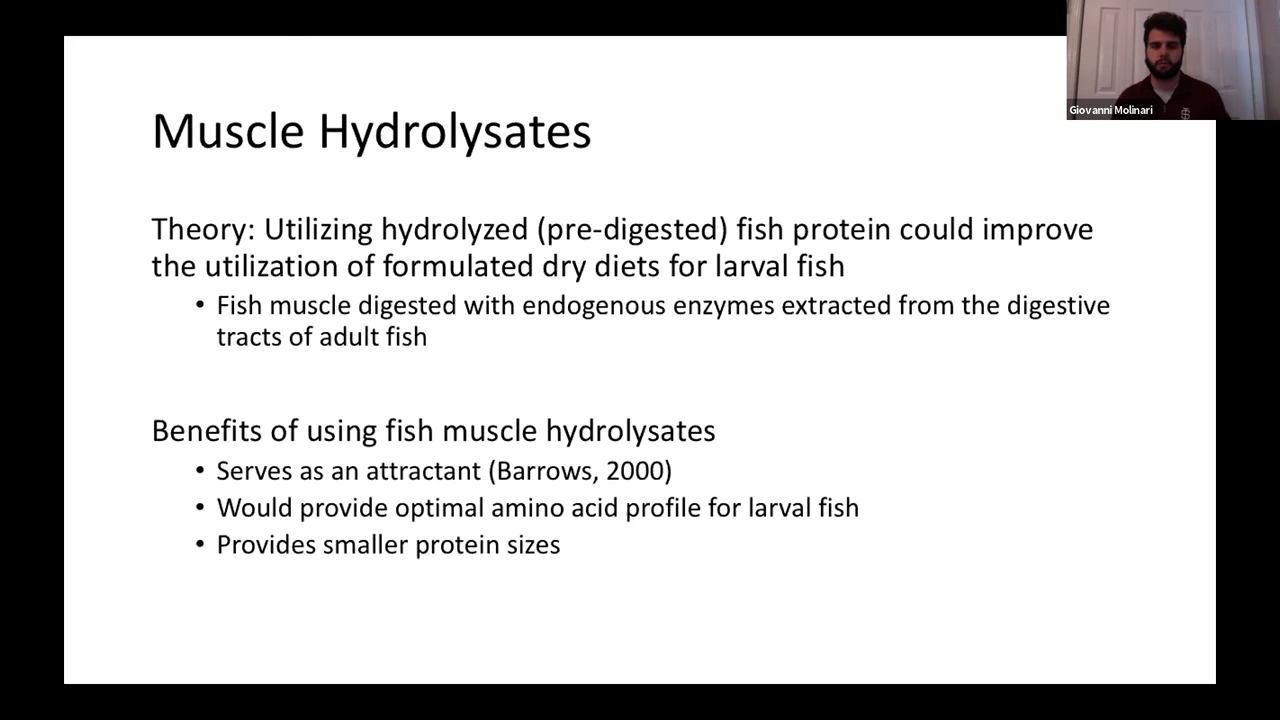 Giovanni Molinari
Muscle Hydrolysates
Theory: Utilizing hydrolyzed (pre-digested) fish protein could improve
the utilization of formulated dry diets for larval fish
• Fish muscle digested with endogenous enzymes extracted from the digestive
tracts of adult fish
Benefits of using fish muscle hydrolysates
• Serves as an attractant (Barrows, 2000)
• Would provide optimal amino acid profile for larval fish
• Provides smaller protein sizes